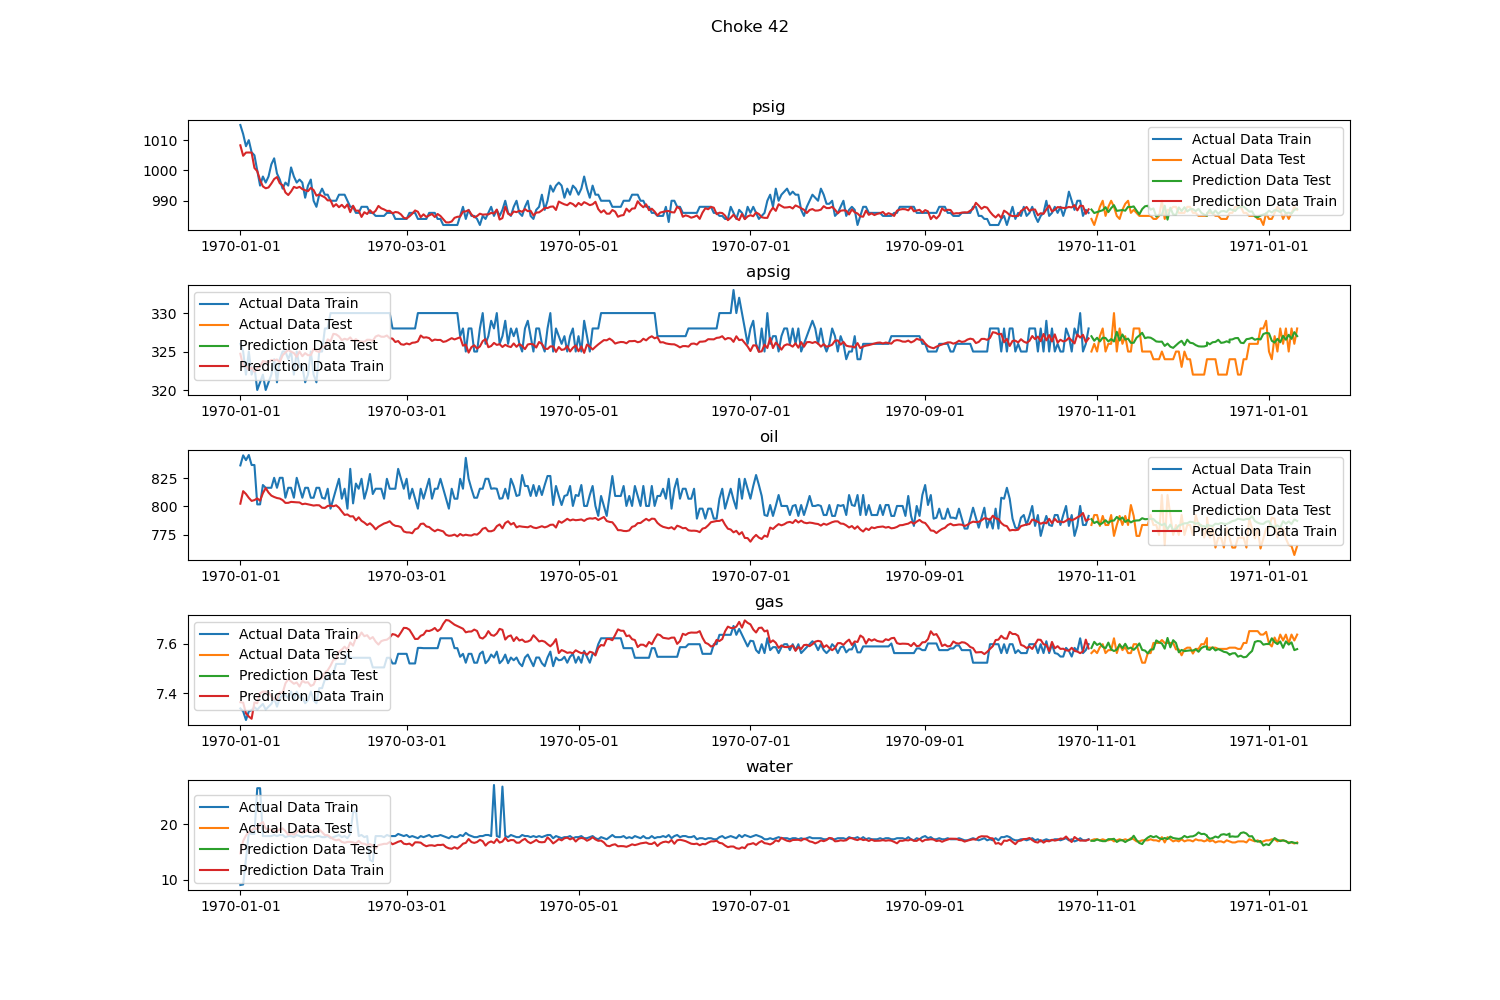 Choke 42
psig
1010
1000
990
Actual Data Train
Actual Data Test
Prediction Data Test
Prediction Data Train
1970-01-01 1970-03-01 1970-05-01 1970-07-01 1970-09-01 1970-11-01 1971-01-01
apsig
330
325
320
Actual Data Train
Actual Data Test
Prediction Data Test
Prediction Data Train
1970-01-01 1970-03-01 1970-05-01 1970-07-01 1970-09-01 1970-11-01 1971-01-01
oil
825
800
775
Actual Data Train
Actual Data Test
Prediction Data Test
Prediction Data Train
1970-01-01 1970-03-01 1970-05-01 1970-07-01 1970-09-01 1970-11-01 1971-01-01
gas
7.6
7.4
Actual Data Train
Actual Data Test
Prediction Data Test
Prediction Data Train
1970-01-01 1970-03-01 1970-05-01 1970-07-01 1970-09-01 1970-11-01 1971-01-01
water
20
10
Actual Data Train
Actual Data Test
Prediction Data Test
Prediction Data Train
1970-01-01 1970-03-01 1970-05-01 1970-07-01 1970-09-01 1970-11-01 1971-01-01